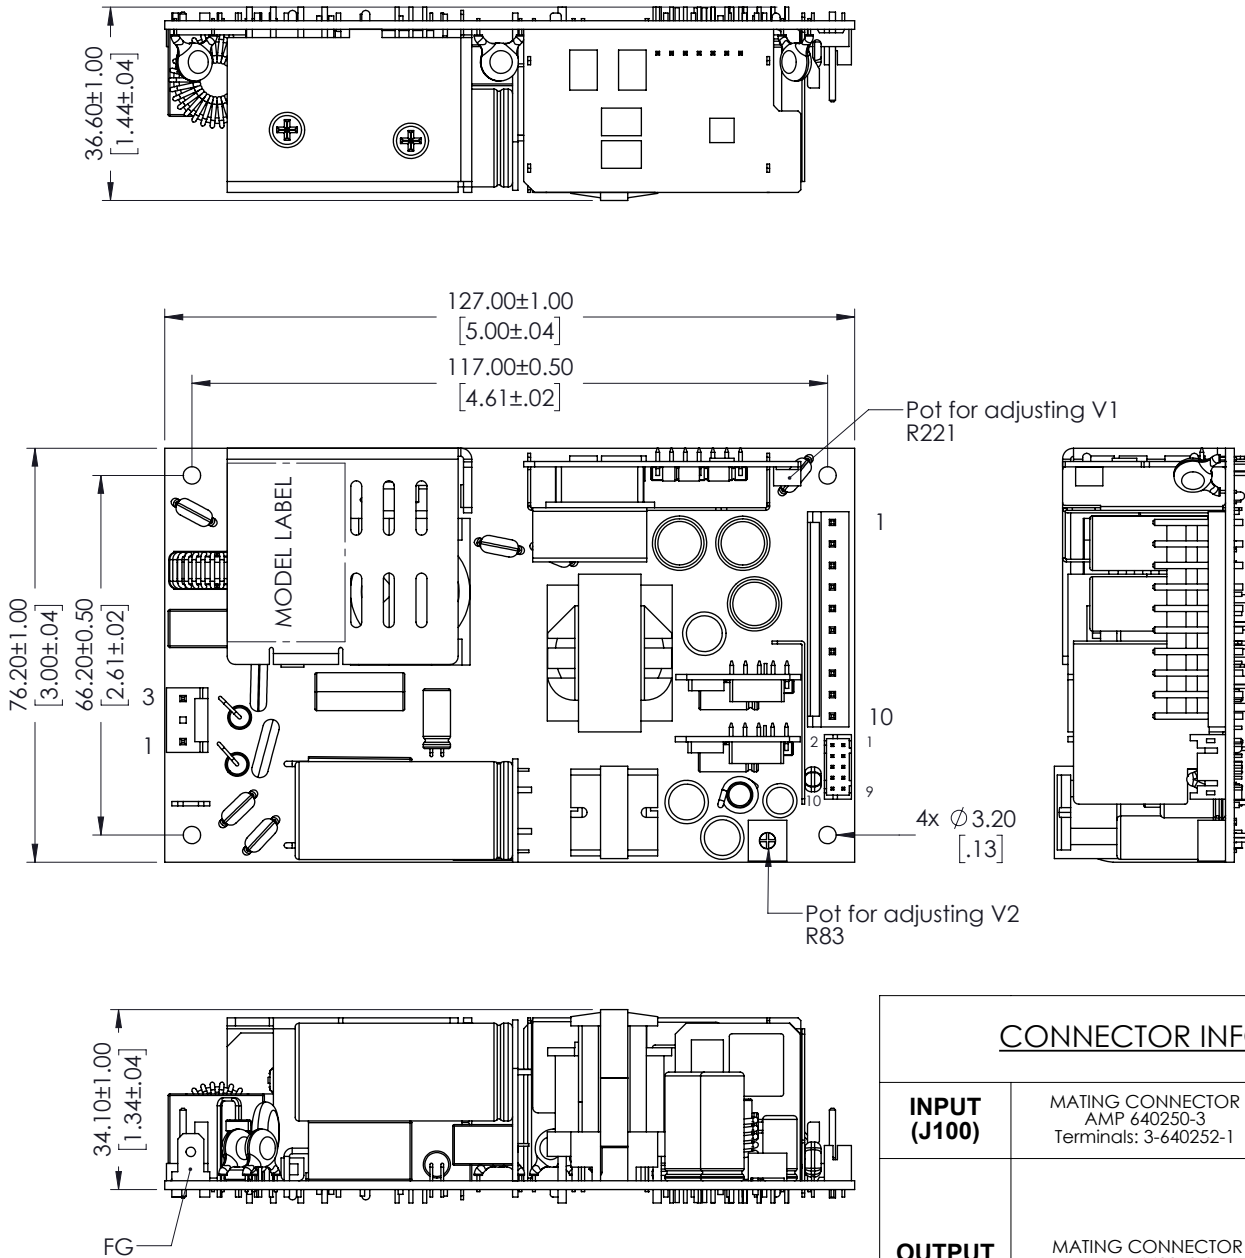 36.60±1.00
[1.44±.04]
127.00±1.00
[5.00±.04]
117.00±0.50
[4.61±.02]
Pot for adjusting V1
R221
76.20±1.00
[3.00±.04]
66.20±0.50
[2.61±.02]
MODEL LABEL
1
3
1
10
2
1
10
9
4x ∅3.20
[.13]
Pot for adjusting V2
R83
34.10±1.00
[1.34±.04]
FG
CONNECTOR INF
INPUT
(J100)
MATING CONNECTOR
AMP 640250-3
Terminals: 3-640252-1
OUTPUT
MATING CONNECTOR